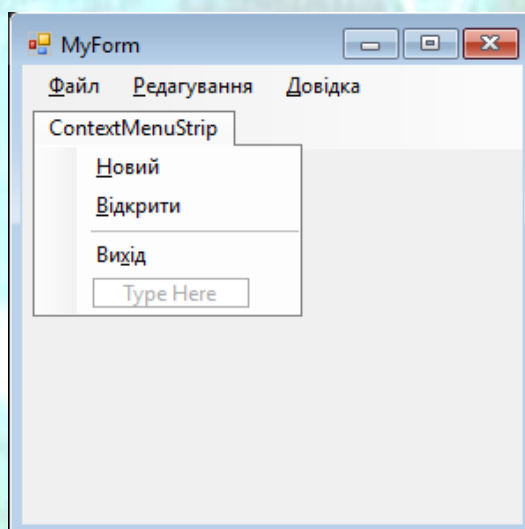 MyForm
Файл Редагування Довідка
ContextMenuStrip
Новий
Відкрити
Вихід
Type Here